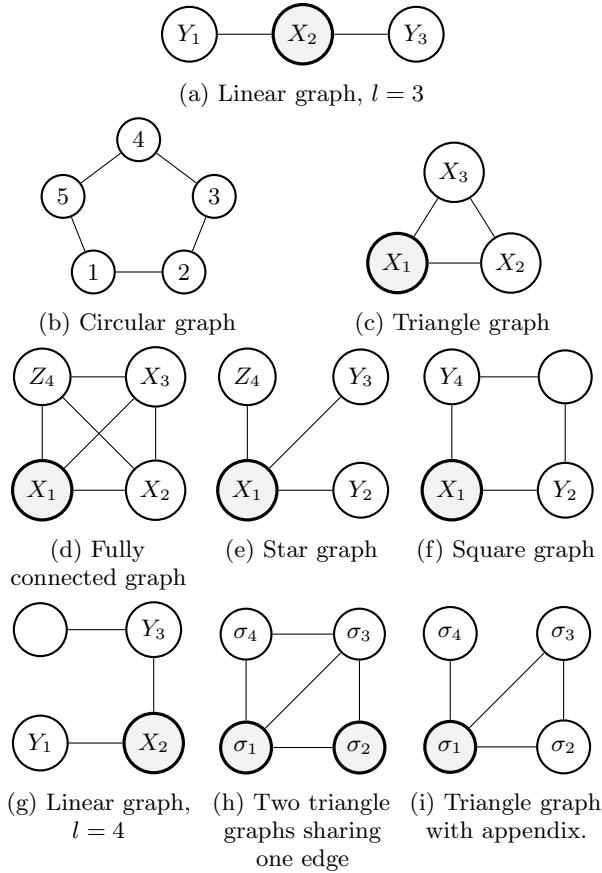 Y₁ X₂ Y₃
(a) Linear graph, l = 3
4
5 3
1 2
(b) Circular graph
X₃
X₁ X₂
(c) Triangle graph
Z₄ X₃
X₁ X₂
(d) Fully
connected graph
Z₄ Y₃
X₁ Y₂
(e) Star graph
Y₄
X₁ Y₂
(f) Square graph
Y₃
Y₁ X₂
(g) Linear graph,
l = 4
σ₄ σ₃
σ₁ σ₂
(h) Two triangle
graphs sharing
one edge
σ₄ σ₃
σ₁ σ₂
(i) Triangle graph
with appendix.